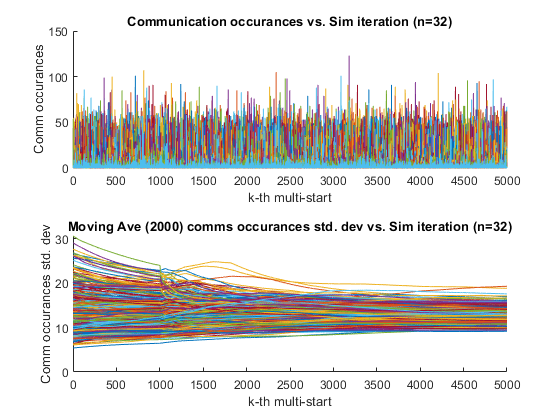 Communication occurances vs. Sim iteration (n=32)
150
100
50
0
Comm occurances
0 500 1000 1500 2000 2500 3000 3500 4000 4500 5000
k-th multi-start
Moving Ave (2000) comms occurances std. dev vs. Sim iteration (n=32)
30
20
10
0
Comm occurances std. dev
0 500 1000 1500 2000 2500 3000 3500 4000 4500 5000
k-th multi-start